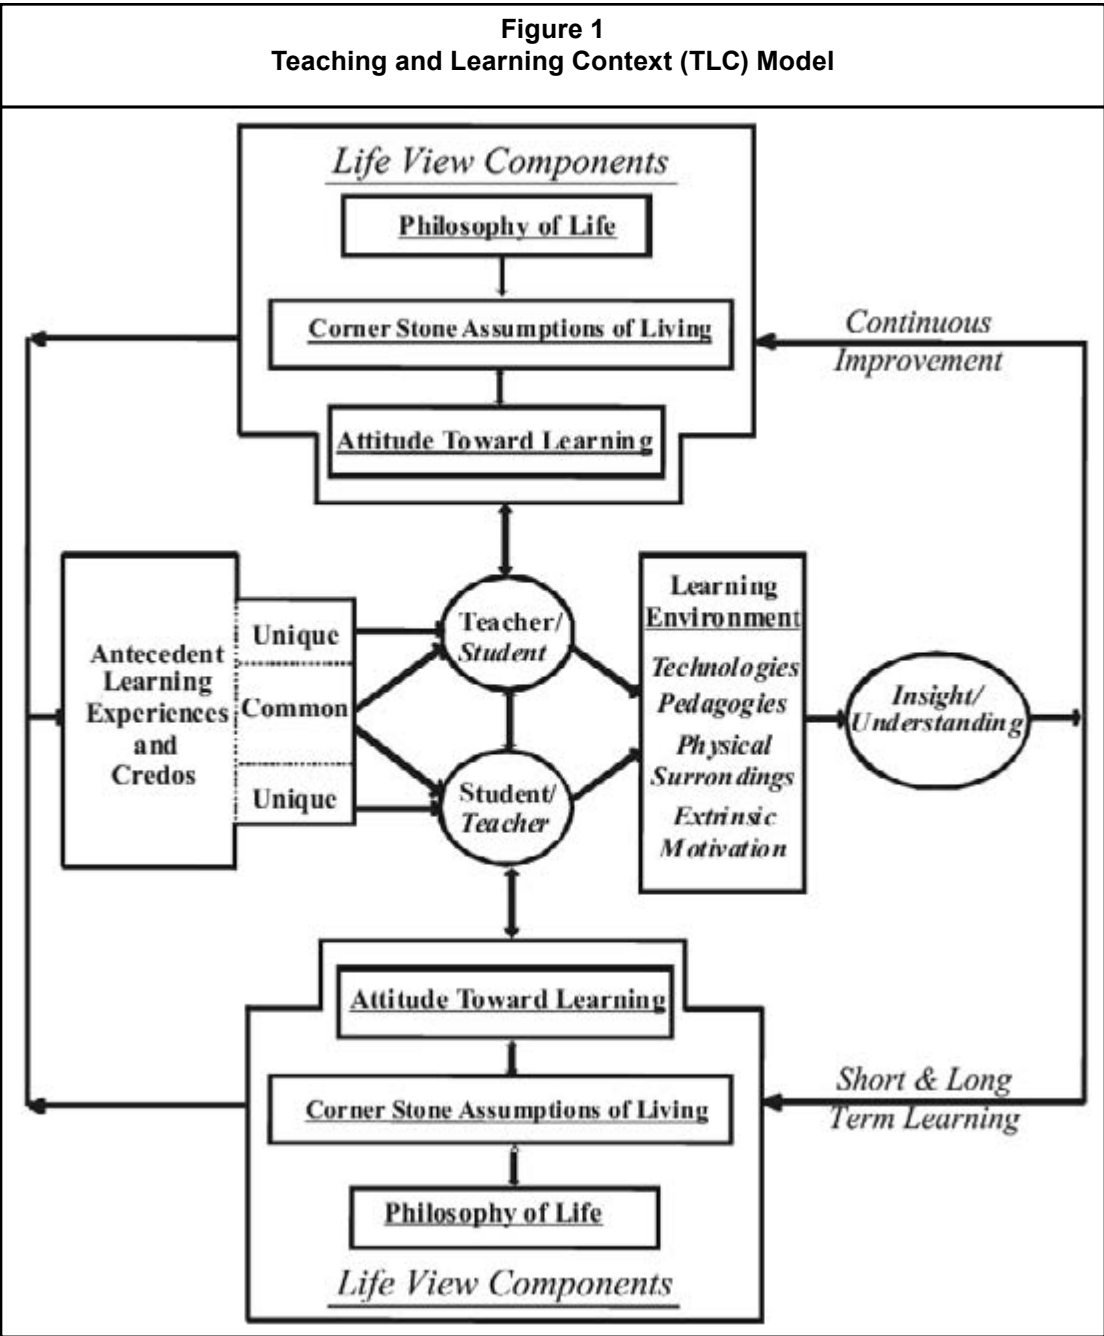 Figure 1
Teaching and Learning Context (TLC) Model
Life View Components
Philosophy of Life
Corner Stone Assumptions of Living
Attitude Toward Learning
Continuous
Improvement
Antecedent
Learning
Experiences
and
Credos
Unique
Common
Unique
Teacher/
Student
Student/
Teacher
Learning
Environment
Technologies
Pedagogies
Physical
Surrondings
Extrinsic
Motivation
Insight/
Understanding
Attitude Toward Learning
Corner Stone Assumptions of Living
Philosophy of Life
Life View Components
Short & Long
Term Learning